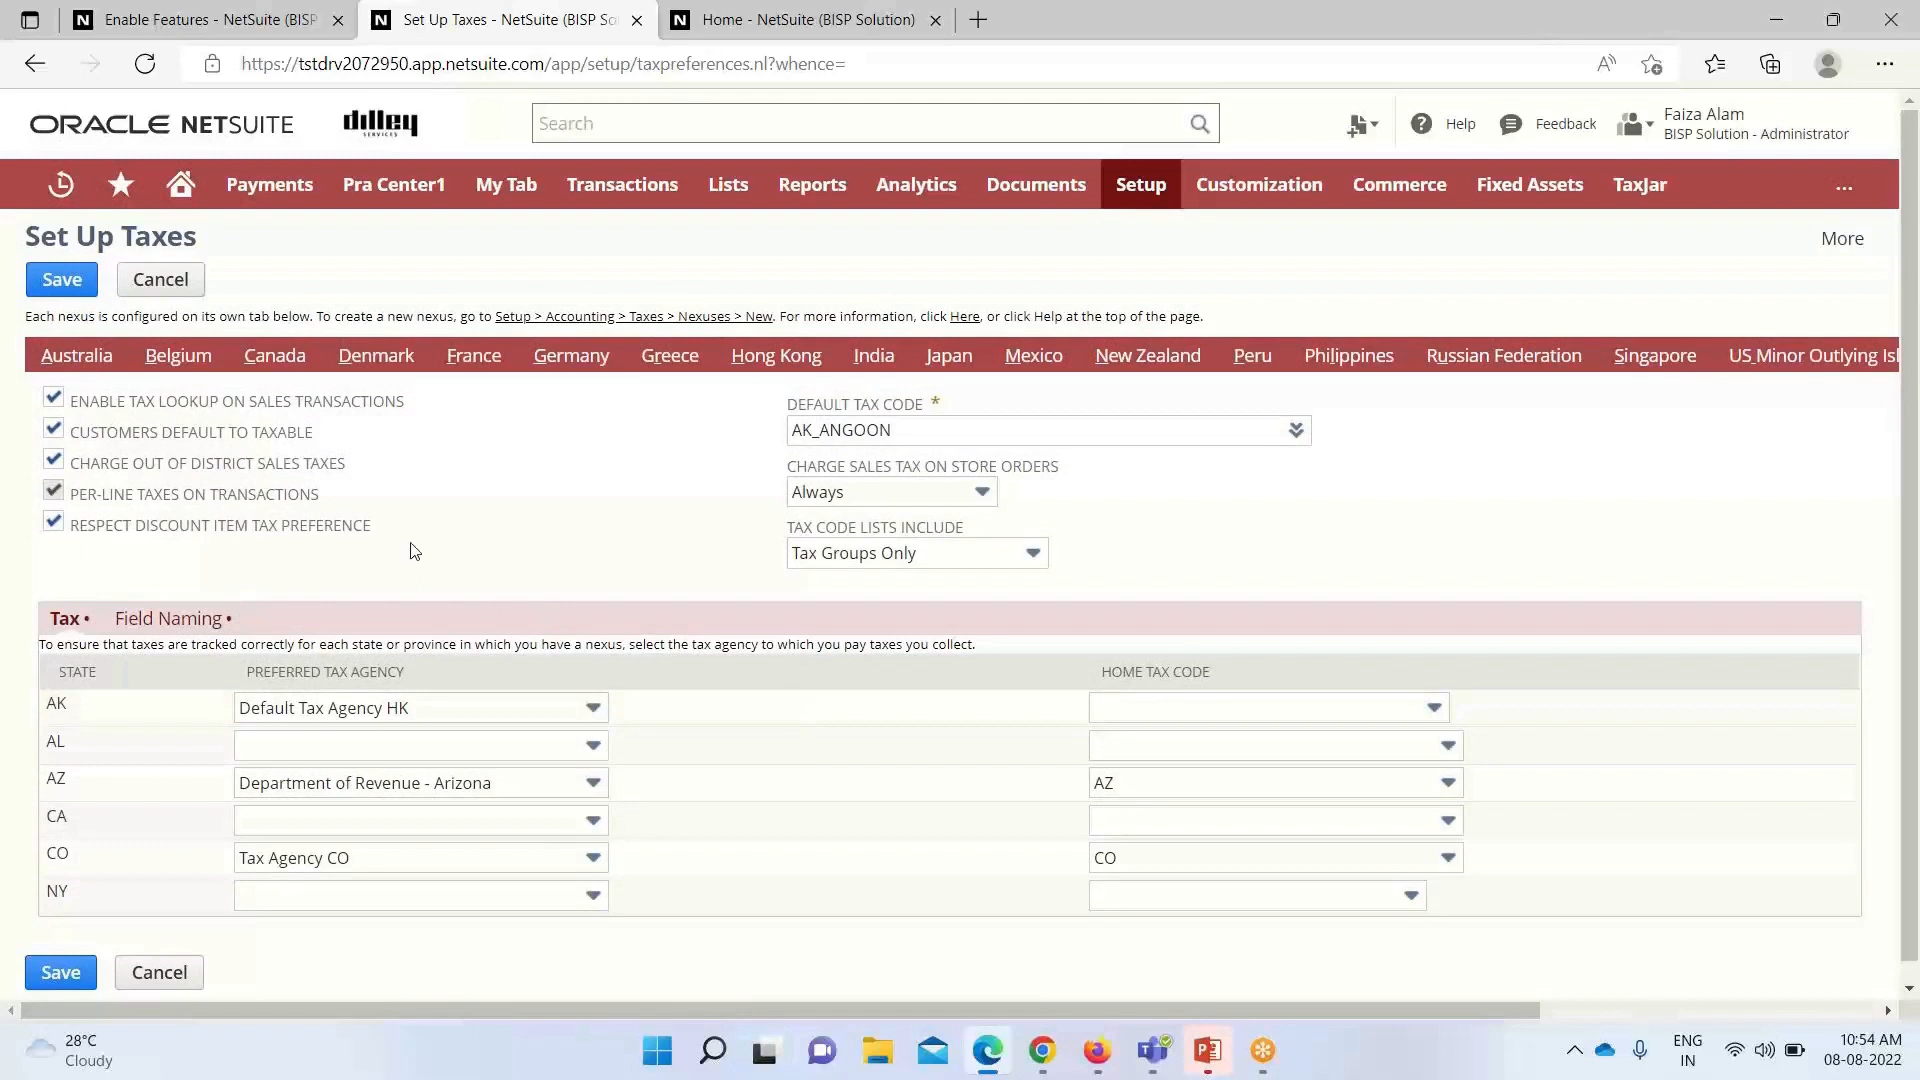 Enable Features - NetSuite (BISP
Set Up Taxes - NetSuite (BISP So
Home - NetSuite (BISP Solution)
https://tstdrv2072950.app.netsuite.com/app/setup/taxpreferences.nl?whence=
ORACLE NETSUITE
dilley
SERVICES
Search
Help
Feedback
Faiza Alam
BISP Solution - Administrator
Payments
Pra Center1
My Tab
Transactions
Lists
Reports
Analytics
Documents
Setup
Customization
Commerce
Fixed Assets
TaxJar
...
Set Up Taxes
More
Save
Cancel
Each nexus is configured on its own tab below. To create a new nexus, go to Setup > Accounting > Taxes > Nexuses > New. For more information, click Here, or click Help at the top of the page.
Australia
Belgium
Canada
Denmark
France
Germany
Greece
Hong Kong
India
Japan
Mexico
New Zealand
Peru
Philippines
Russian Federation
Singapore
US Minor Outlying Isl
ENABLE TAX LOOKUP ON SALES TRANSACTIONS
CUSTOMERS DEFAULT TO TAXABLE
CHARGE OUT OF DISTRICT SALES TAXES
PER-LINE TAXES ON TRANSACTIONS
RESPECT DISCOUNT ITEM TAX PREFERENCE
DEFAULT TAX CODE *
AK_ANGOON
CHARGE SALES TAX ON STORE ORDERS
Always
TAX CODE LISTS INCLUDE
Tax Groups Only
Tax •
Field Naming •
To ensure that taxes are tracked correctly for each state or province in which you have a nexus, select the tax agency to which you pay taxes you collect.
STATE
PREFERRED TAX AGENCY
HOME TAX CODE
AK
Default Tax Agency HK
AL
AZ
Department of Revenue - Arizona
AZ
CA
CO
Tax Agency CO
CO
NY
Save
Cancel
28°C
Cloudy
ENG
IN
10:54 AM
08-08-2022